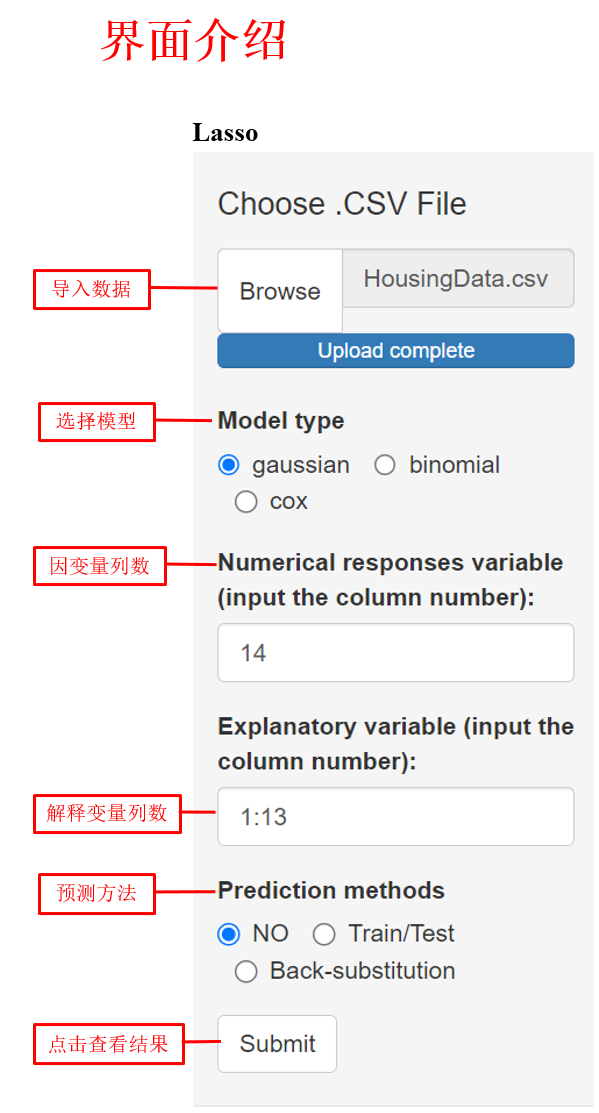 界面介绍
Lasso
Choose .CSV File
导入数据
Browse
HousingData.csv
Upload complete
选择模型
Model type
gaussian
binomial
cox
因变量列数
Numerical responses variable
(input the column number):
14
Explanatory variable (input the
column number):
解释变量列数
1:13
预测方法
Prediction methods
NO
Train/Test
Back-substitution
点击查看结果
Submit